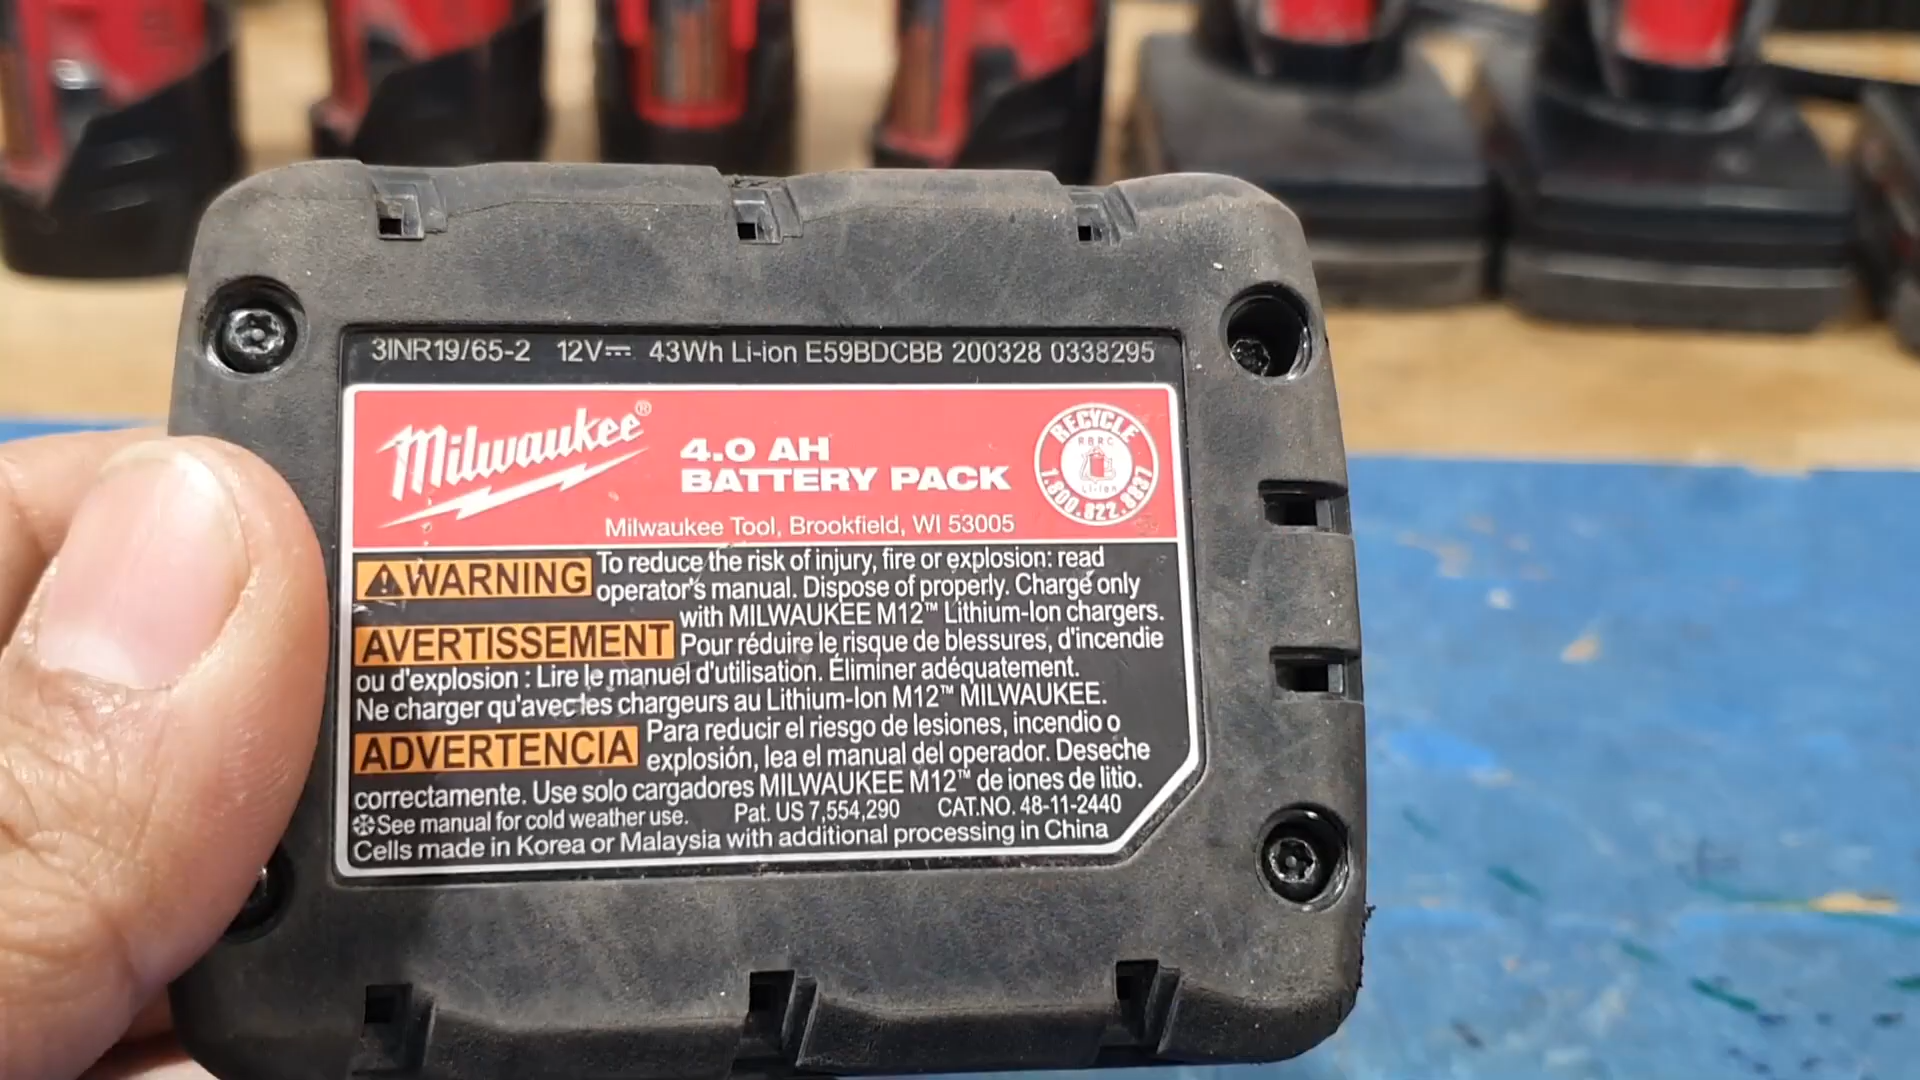 3INR19/65-2 12V⎓ 43Wh Li-ion E59BDCBB 200328 0338295
Milwaukee®
4.0 AH
BATTERY PACK
Milwaukee Tool, Brookfield, WI 53005
RECYCLE
RBRC
Li-Ion
1.800.822.8837
⚠WARNING To reduce the risk of injury, fire or explosion: read
operator's manual. Dispose of properly. Charge only
with MILWAUKEE M12™ Lithium-Ion chargers.
AVERTISSEMENT Pour réduire le risque de blessures, d'incendie
ou d'explosion : Lire le manuel d'utilisation. Éliminer adéquatement.
Ne charger qu'avec les chargeurs au Lithium-Ion M12™ MILWAUKEE.
ADVERTENCIA Para reducir el riesgo de lesiones, incendio o
explosión, lea el manual del operador. Deseche
correctamente. Use solo cargadores MILWAUKEE M12™ de iones de litio.
❄See manual for cold weather use. Pat. US 7,554,290 CAT.NO. 48-11-2440
Cells made in Korea or Malaysia with additional processing in China